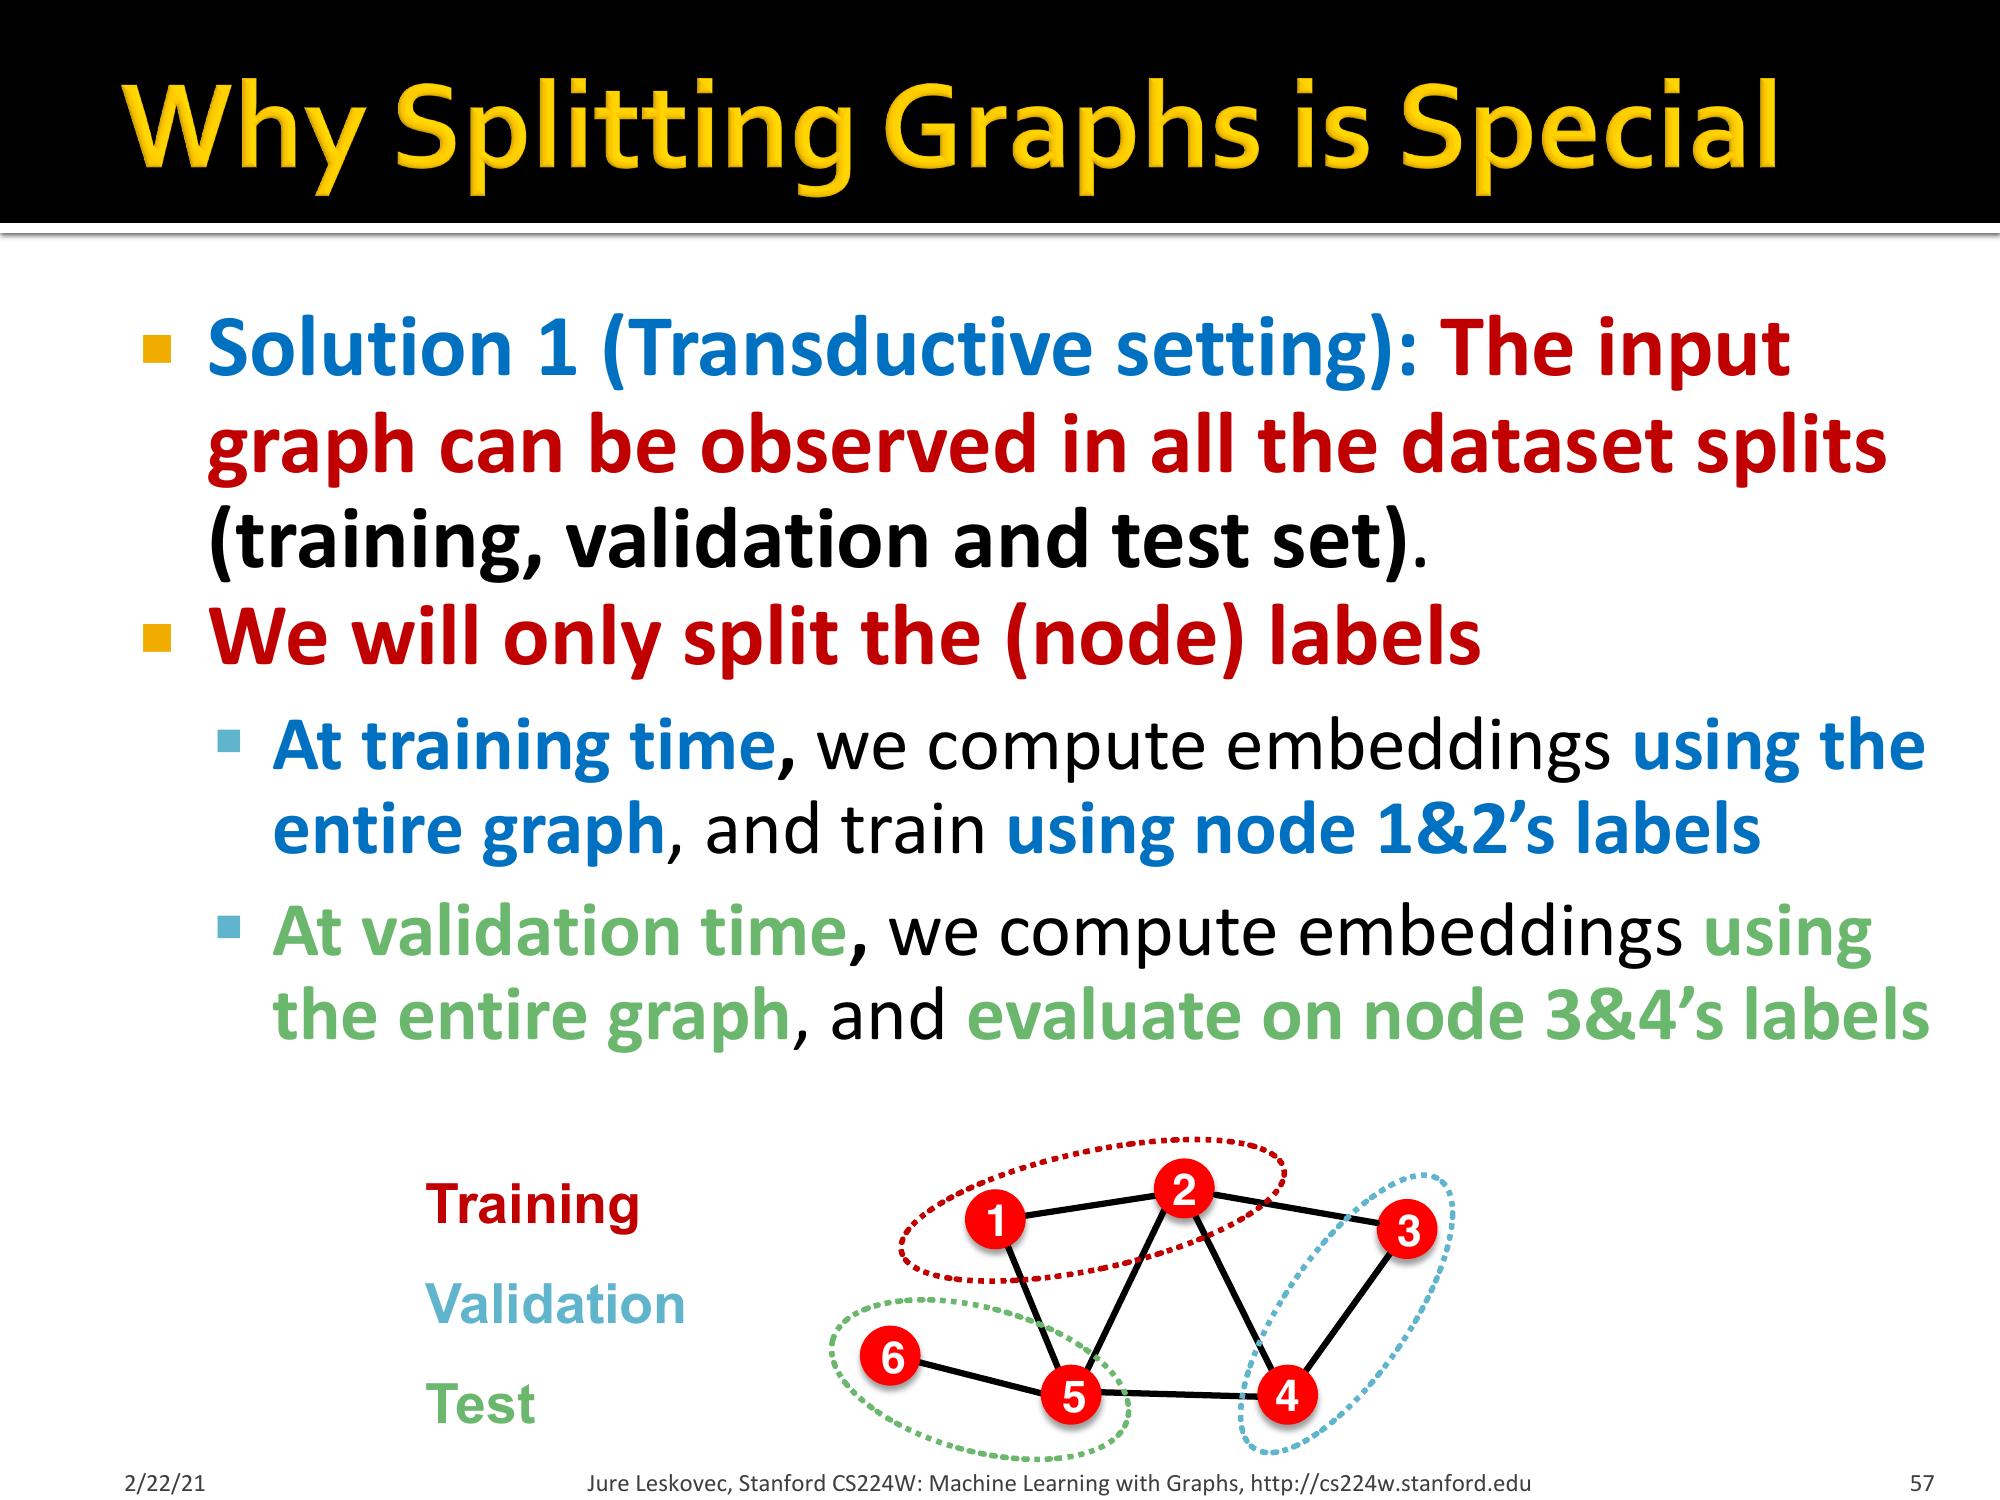 Why Splitting Graphs is Special
Solution 1 (Transductive setting): The input
graph can be observed in all the dataset splits
(training, validation and test set).
We will only split the (node) labels
At training time, we compute embeddings using the
entire graph, and train using node 1&2’s labels
At validation time, we compute embeddings using
the entire graph, and evaluate on node 3&4’s labels
Training
Validation
Test
1
2
3
6
5
4
2/22/21
Jure Leskovec, Stanford CS224W: Machine Learning with Graphs, http://cs224w.stanford.edu
57